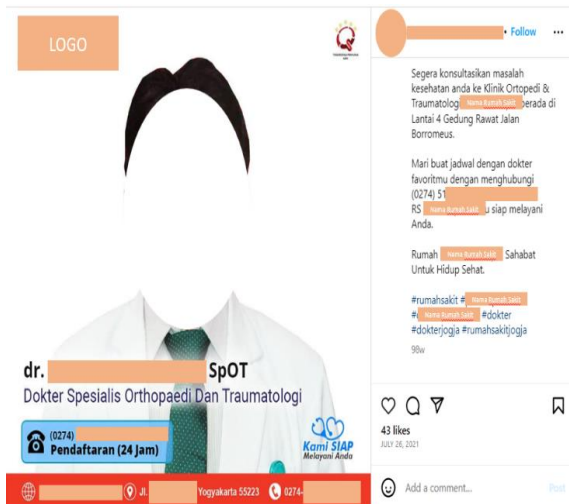 LOGO
dr. SpOT
Dokter Spesialis Orthopaedi Dan Traumatologi
(0274)
Pendaftaran (24 Jam)
Kami SIAP
Melayani Anda
Jl. Yogyakarta 55223 0274-
• Follow ...
Segera konsultasikan masalah
kesehatan anda ke Klinik Ortopedi &
Traumatologi Nama Rumah Sakit berada di
Lantai 4 Gedung Rawat Jalan
Borromeus.
Mari buat jadwal dengan dokter
favoritmu dengan menghubungi
(0274) 51
RS Nama Rumah Sakit u siap melayani
Anda.
Rumah Nama Rumah Sakit Sahabat
Untuk Hidup Sehat.
#rumahsakit # Nama Rumah Sakit
# Nama Rumah Sakit #dokter
#dokterjogja #rumahsakitjogja
98w
43 likes
JULY 26, 2021
Add a comment... Post